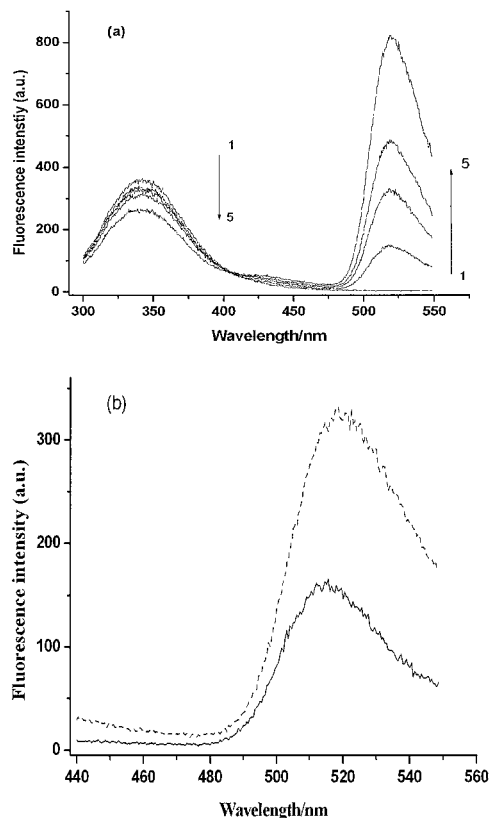 (a)
Fluorescence intenstiy (a.u.)
800
600
400
200
0
1
5
5
1
300 350 400 450 500 550
Wavelength/nm
(b)
Fluorescence intensity (a.u.)
300
200
100
0
440 460 480 500 520 540 560
Wavelength/nm